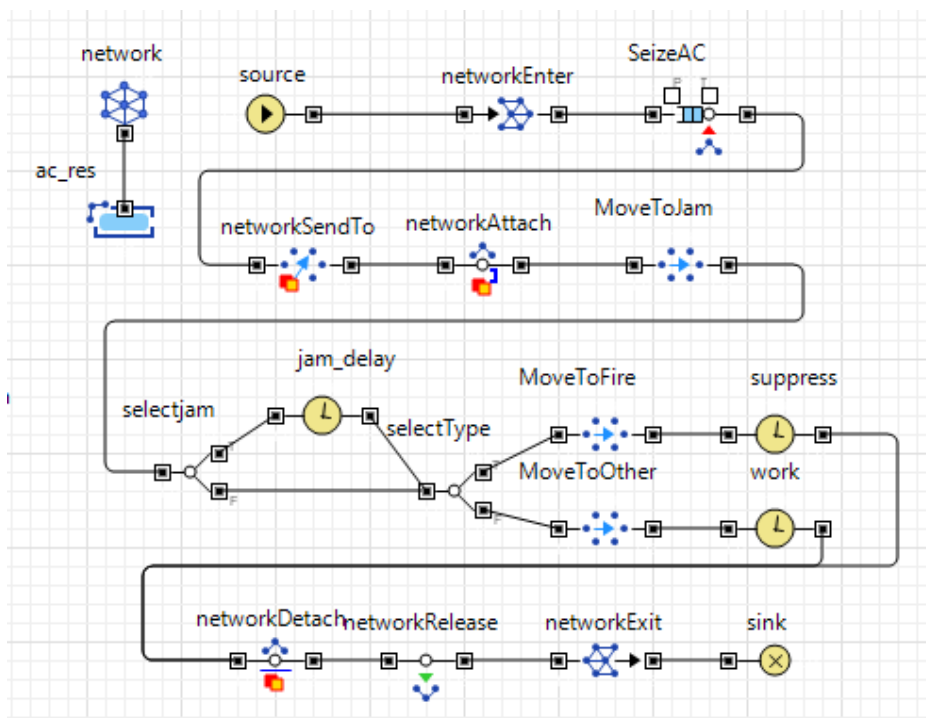 network
source
networkEnter
SeizeAC
P T
ac_res
networkSendTo
networkAttach
MoveToJam
jam_delay
MoveToFire
suppress
selectjam
selectType
T
T
MoveToOther
work
F
F
networkDetach
networkRelease
networkExit
sink